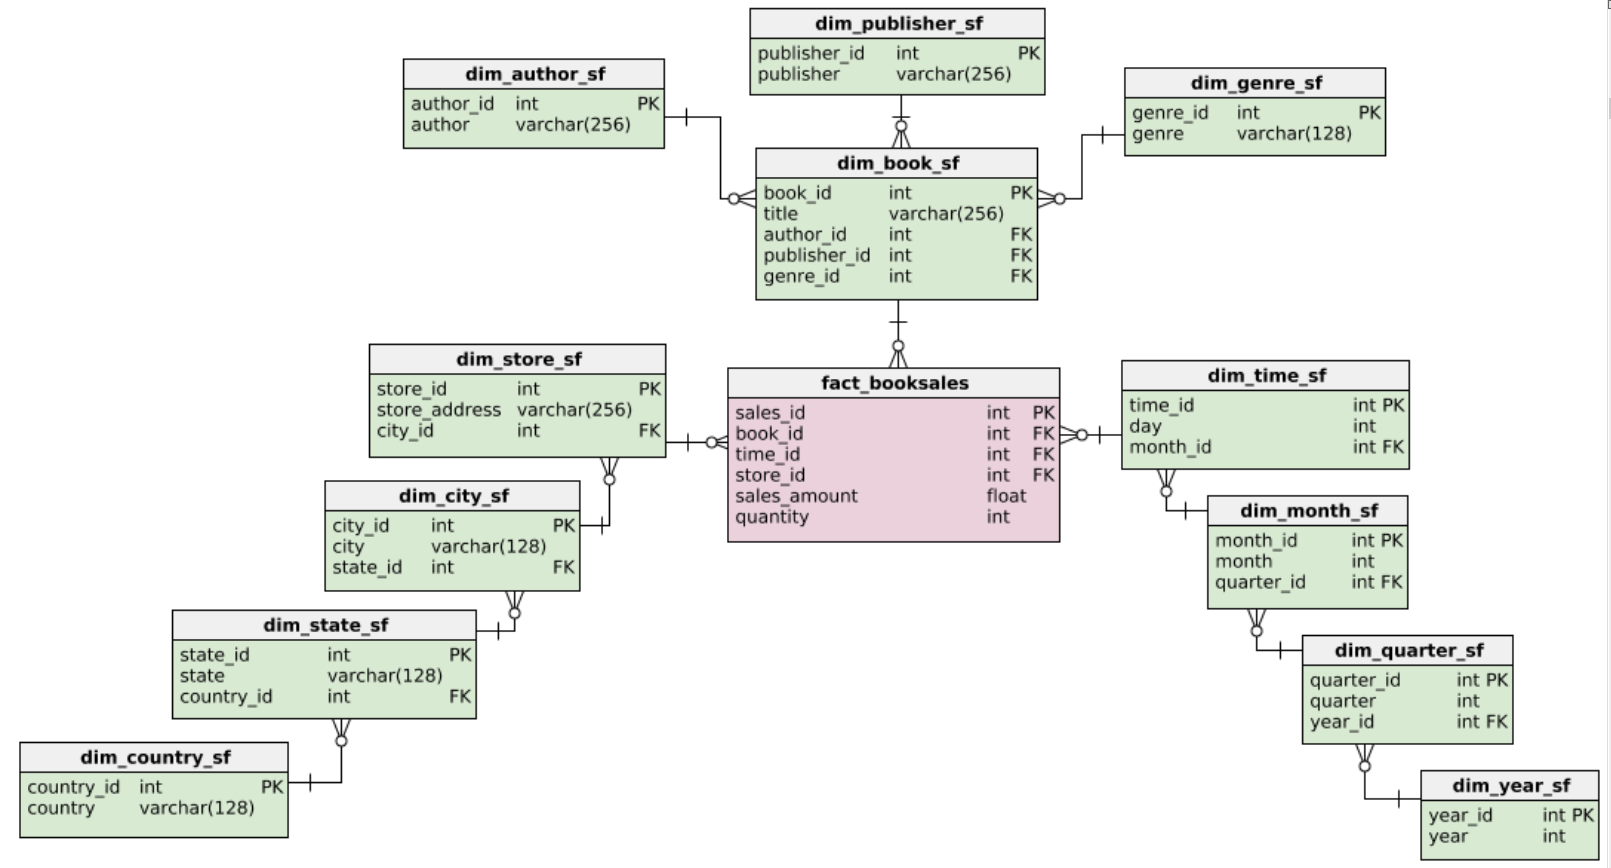 dim_publisher_sf
publisher_id int PK
publisher varchar(256)
dim_author_sf
author_id int PK
author varchar(256)
dim_genre_sf
genre_id int PK
genre varchar(128)
dim_book_sf
book_id int PK
title varchar(256)
author_id int FK
publisher_id int FK
genre_id int FK
dim_store_sf
store_id int PK
store_address varchar(256)
city_id int FK
fact_booksales
sales_id int PK
book_id int FK
time_id int FK
store_id int FK
sales_amount float
quantity int
dim_time_sf
time_id int PK
day int
month_id int FK
dim_city_sf
city_id int PK
city varchar(128)
state_id int FK
dim_month_sf
month_id int PK
month int
quarter_id int FK
dim_state_sf
state_id int PK
state varchar(128)
country_id int FK
dim_quarter_sf
quarter_id int PK
quarter int
year_id int FK
dim_country_sf
country_id int PK
country varchar(128)
dim_year_sf
year_id int PK
year int